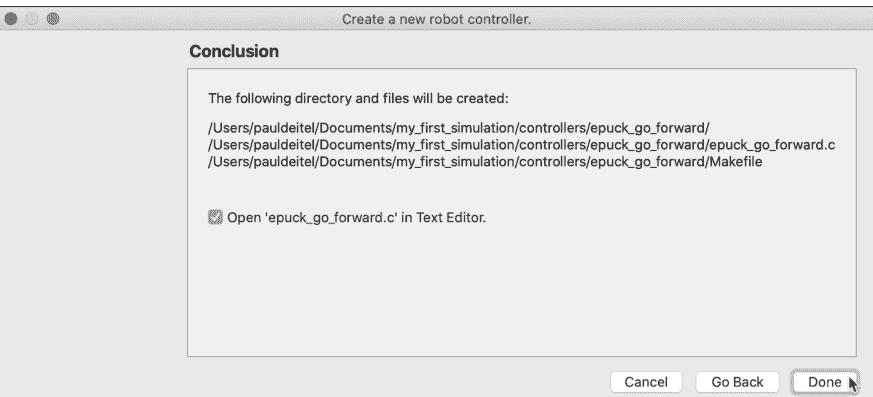 Create a new robot controller.
Conclusion
The following directory and files will be created:
/Users/pauldeitel/Documents/my_first_simulation/controllers/epuck_go_forward/
/Users/pauldeitel/Documents/my_first_simulation/controllers/epuck_go_forward/epuck_go_forward.c
/Users/pauldeitel/Documents/my_first_simulation/controllers/epuck_go_forward/Makefile
Open 'epuck_go_forward.c' in Text Editor.
Cancel Go Back Done